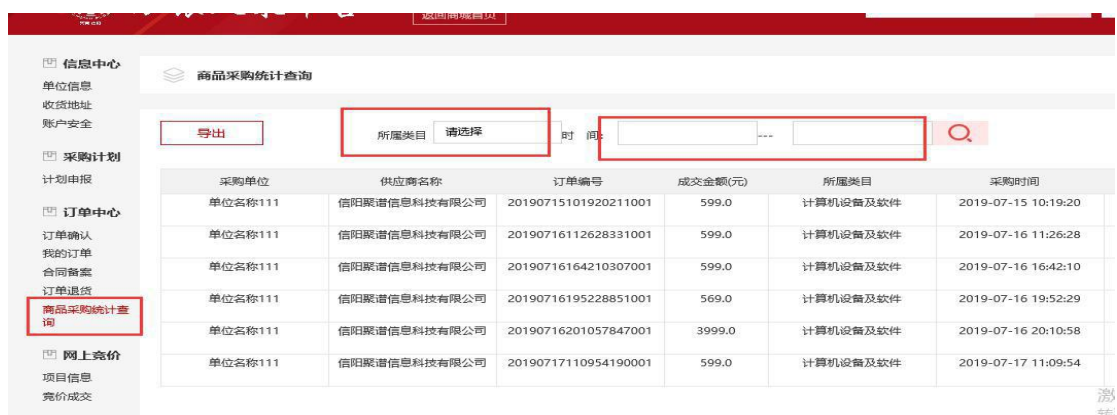 返回商城首页
信息中心
单位信息
收货地址
账户安全
采购计划
计划申报
订单中心
订单确认
我的订单
合同备案
订单退货
商品采购统计查
询
网上竞价
项目信息
竞价成交
商品采购统计查询
导出 所属类目 请选择 时 间: ---
采购单位 供应商名称 订单编号 成交金额(元) 所属类目 采购时间
单位名称111 信阳聚谱信息科技有限公司 20190715101920211001 599.0 计算机设备及软件 2019-07-15 10:19:20
单位名称111 信阳聚谱信息科技有限公司 20190716112628331001 599.0 计算机设备及软件 2019-07-16 11:26:28
单位名称111 信阳聚谱信息科技有限公司 20190716164210307001 599.0 计算机设备及软件 2019-07-16 16:42:10
单位名称111 信阳聚谱信息科技有限公司 20190716195228851001 569.0 计算机设备及软件 2019-07-16 19:52:29
单位名称111 信阳聚谱信息科技有限公司 20190716201057847001 3999.0 计算机设备及软件 2019-07-16 20:10:58
单位名称111 信阳聚谱信息科技有限公司 20190717110954190001 599.0 计算机设备及软件 2019-07-17 11:09:54
激